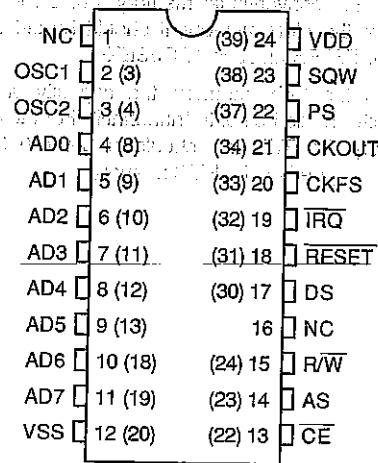 NC 1 (39) 24 VDD
OSC1 2 (3) (38) 23 SQW
OSC2 3 (4) (37) 22 PS
AD0 4 (8) (34) 21 CKOUT
AD1 5 (9) (33) 20 CKFS
AD2 6 (10) (32) 19 I̅R̅Q̅
AD3 7 (11) (31) 18 R̅E̅S̅E̅T̅
AD4 8 (12) (30) 17 DS
AD5 9 (13) 16 NC
AD6 10 (18) (24) 15 R/W̅
AD7 11 (19) (23) 14 AS
VSS 12 (20) (22) 13 C̅E̅